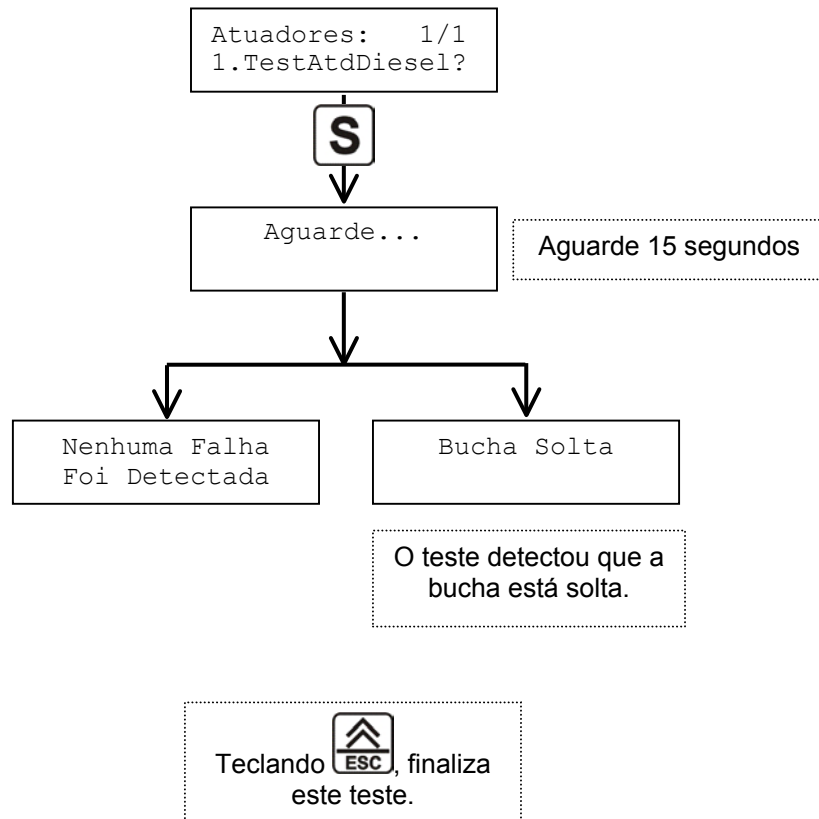 Atuadores: 1/1
1.TestAtdDiesel?
S
Aguarde...
Aguarde 15 segundos
Nenhuma Falha
Foi Detectada
Bucha Solta
O teste detectou que a
bucha está solta.
Teclando ESC, finaliza
este teste.